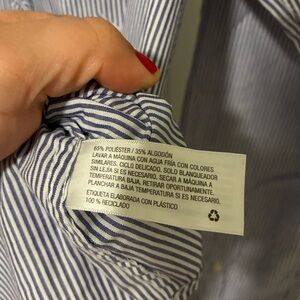 65% POLIÉSTER / 35% ALGODÓN
LAVAR A MÁQUINA CON AGUA FRÍA CON COLORES
SIMILARES. CICLO DELICADO. SOLO BLANQUEADOR
SIN LEJÍA SI ES NECESARIO. SECAR A MÁQUINA A
TEMPERATURA BAJA. RETIRAR OPORTUNAMENTE.
PLANCHAR A BAJA TEMPERATURA SI ES NECESARIO.
ETIQUETA ELABORADA CON PLÁSTICO
100 % RECICLADO